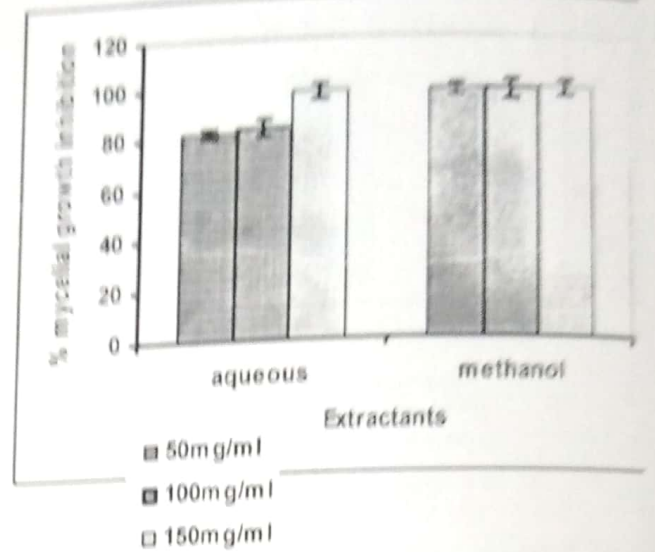 % mycelial growth inhibition
120
100
80
60
40
20
0
aqueous
methanol
Extractants
50mg/ml
100mg/ml
150mg/ml